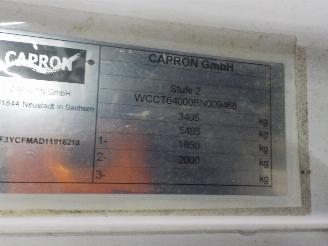 CAPRON
CAPRON GmbH
01844 Neustadt in Sachsen
F3YCFMAD11916218
CAPRON GmbH
Stufe 2
WCCT64000BN009458
3495 kg
5485 kg
1- 1850 kg
2- 2000 kg
3- kg